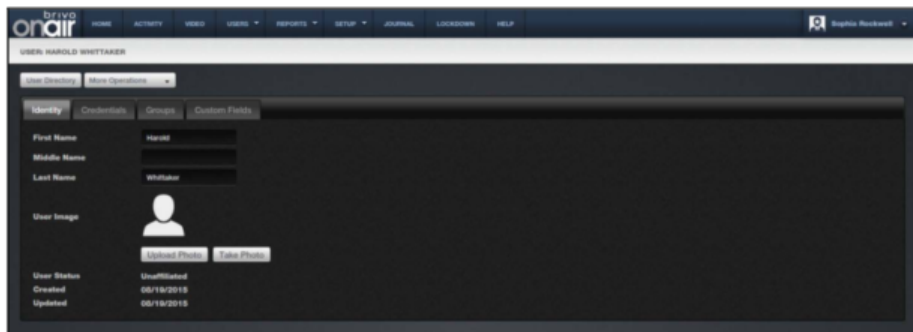 brivo
onair
HOME ACTIVITY VIDEO USERS REPORTS SETUP JOURNAL LOCKDOWN HELP
Sophia Rockwell
USER: HAROLD WHITTAKER
User Directory More Operations
Identity Credentials Groups Custom Fields
First Name Harold
Middle Name
Last Name Whittaker
User Image
Upload Photo Take Photo
User Status Unaffiliated
Created 08/19/2015
Updated 08/19/2015